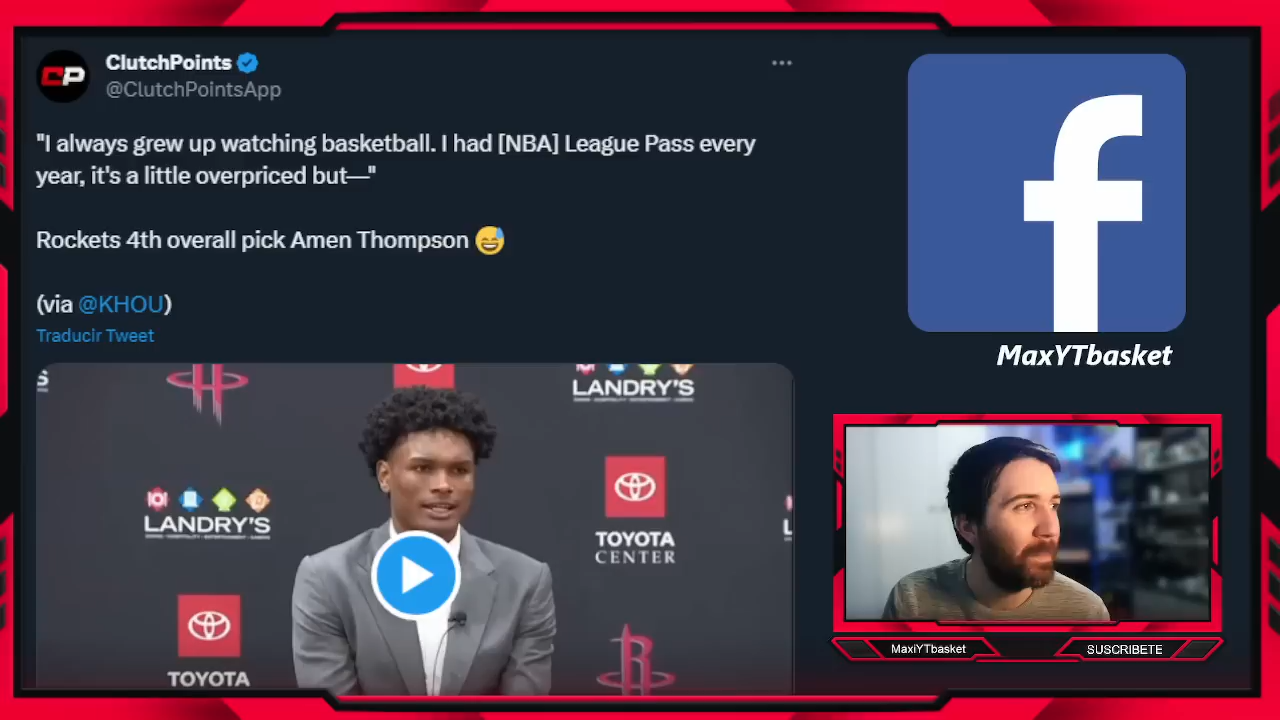 ClutchPoints
@ClutchPointsApp
"I always grew up watching basketball. I had [NBA] League Pass every
year, it's a little overpriced but—"
Rockets 4th overall pick Amen Thompson 😅
(via @KHOU)
Traducir Tweet
CP
f
MaxYTbasket
LANDRY'S
LANDRY'S
TOYOTA
CENTER
TOYOTA
MaxiYTbasket
SUSCRIBETE